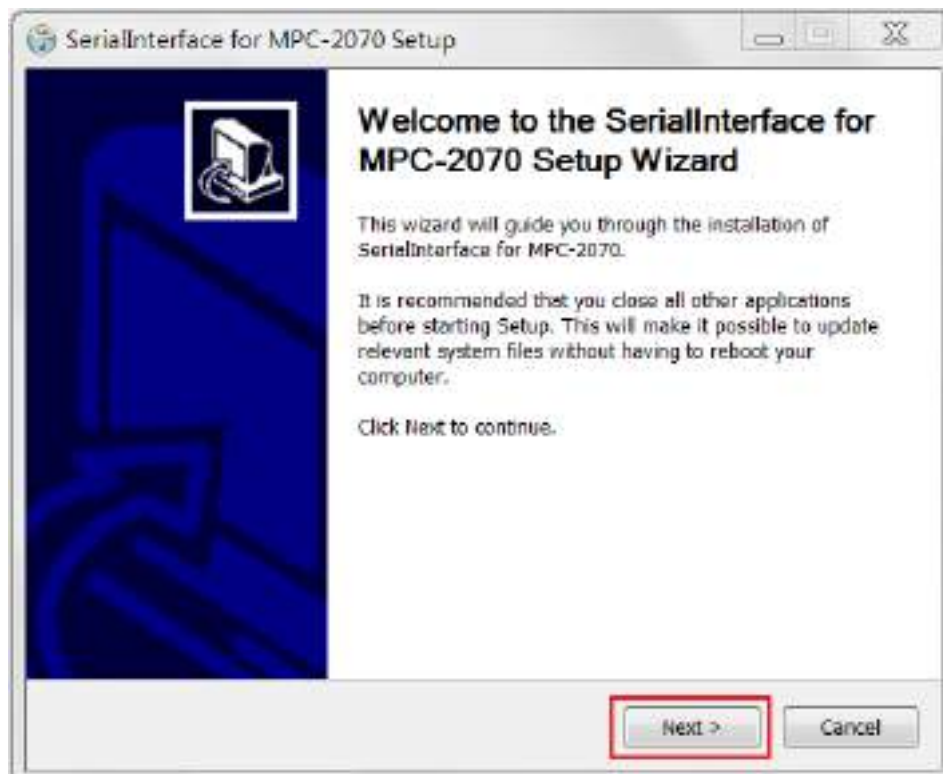 SerialInterface for MPC-2070 Setup
Welcome to the SerialInterface for
MPC-2070 Setup Wizard
This wizard will guide you through the installation of
SerialInterface for MPC-2070.
It is recommended that you close all other applications
before starting Setup. This will make it possible to update
relevant system files without having to reboot your
computer.
Click Next to continue.
Next >
Cancel